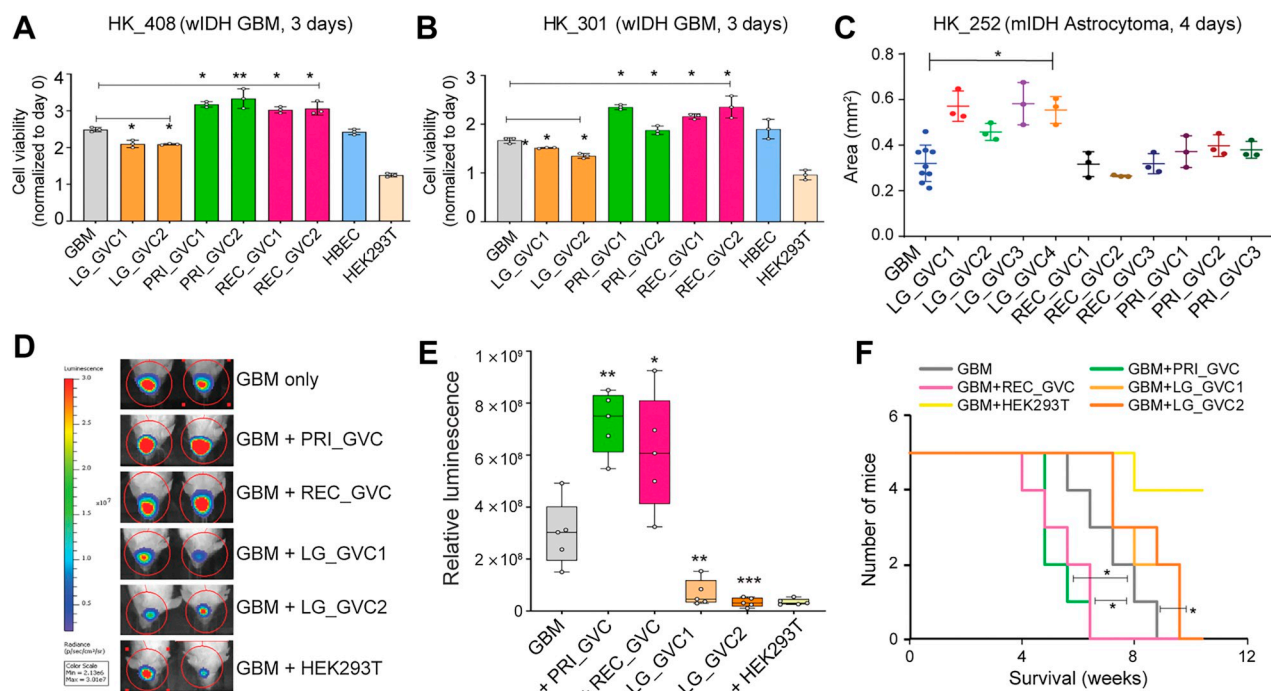 A
HK_408 (wIDH GBM, 3 days)
Cell viability
(normalized to day 0)
4
3
2
1
0
* * ** * *
* *
GBM
LG_GVC1
LG_GVC2
PRI_GVC1
PRI_GVC2
REC_GVC1
REC_GVC2
HBEC
HEK293T
B
HK_301 (wIDH GBM, 3 days)
Cell viability
(normalized to day 0)
3
2
1
0
* * * *
* * *
GBM
LG_GVC1
LG_GVC2
PRI_GVC1
PRI_GVC2
REC_GVC1
REC_GVC2
HBEC
HEK293T
C
HK_252 (mIDH Astrocytoma, 4 days)
Area (mm²)
0.8
0.6
0.4
0.2
0.0
*
GBM
LG_GVC1
LG_GVC2
LG_GVC3
LG_GVC4
REC_GVC1
REC_GVC2
REC_GVC3
PRI_GVC1
PRI_GVC2
PRI_GVC3
D
Luminescence
3.0
2.0
x10⁷
1.0
0.5
Radiance
(p/sec/cm²/sr)
Color Scale
Min = 2.13e6
Max = 3.01e7
GBM only
GBM + PRI_GVC
GBM + REC_GVC
GBM + LG_GVC1
GBM + LG_GVC2
GBM + HEK293T
E
Relative luminescence
1 × 10⁹
8 × 10⁸
6 × 10⁸
4 × 10⁸
2 × 10⁸
0
** * ** ***
GBM
+ PRI_GVC
REC_GVC
LG_GVC1
LG_GVC2
+ HEK293T
F
GBM
GBM+REC_GVC
GBM+HEK293T
GBM+PRI_GVC
GBM+LG_GVC1
GBM+LG_GVC2
Number of mice
6
4
2
0
*
*
*
0 4 8 12
Survival (weeks)